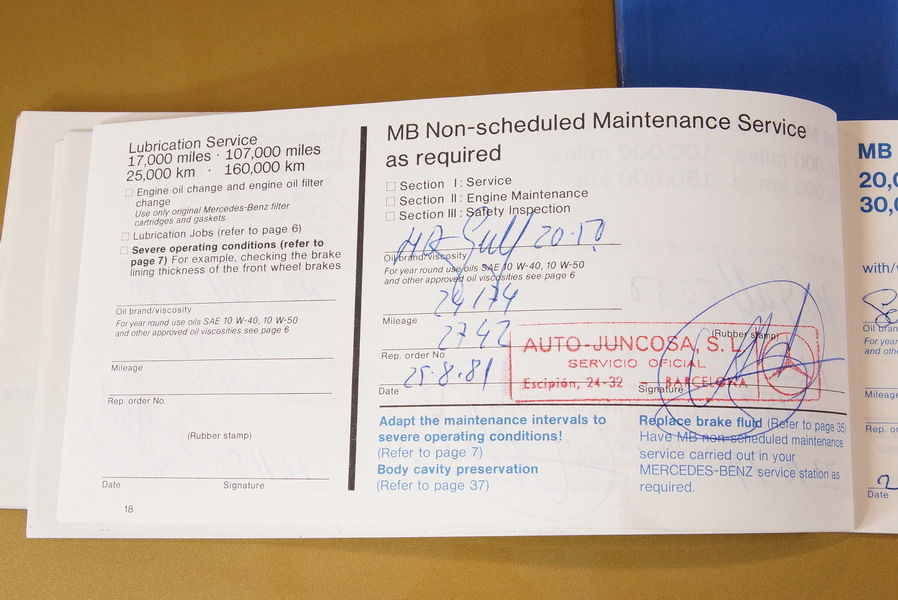 Lubrication Service
17,000 miles · 107,000 miles
25,000 km · 160,000 km
Engine oil change and engine oil filter
change
Use only original Mercedes-Benz filter
cartridges and gaskets.
Lubrication Jobs (refer to page 6)
Severe operating conditions (refer to
page 7) For example, checking the brake
lining thickness of the front wheel brakes
Oil brand/viscosity
For year round use oils SAE 10 W-40, 10 W-50
and other approved oil viscosities see page 6
Mileage
Rep. order No.
(Rubber stamp)
Date Signature
18
MB Non-scheduled Maintenance Service
as required
Section I: Service
Section II: Engine Maintenance
Section III: Safety Inspection
20-50
Oil brand/viscosity
For year round use oils SAE 10 W-40, 10 W-50
and other approved oil viscosities see page 6
24174
Mileage
2742
Rep. order No.
(Rubber stamp)
AUTO-JUNCOSA, S. L.
SERVICIO OFICIAL
Escipión, 24-32 - BARCELONA
25-8-81
Date Signature
Adapt the maintenance intervals to
severe operating conditions!
(Refer to page 7)
Body cavity preservation
(Refer to page 37)
Replace brake fluid (Refer to page 35)
Have MB non-scheduled maintenance
service carried out in your
MERCEDES-BENZ service station as
required.
MB
20,0
30,0
with/v
Oil bran
For year
and othe
Mileage
Rep. or
Date